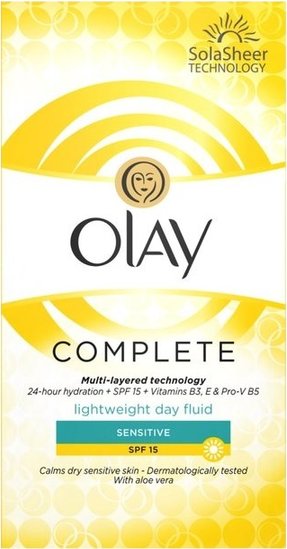 SolaSheer
TECHNOLOGY
OLAY
COMPLETE
Multi-layered technology
24-hour hydration + SPF 15 + Vitamins B3, E & Pro-V B5
lightweight day fluid
SENSITIVE
SPF 15
Calms dry sensitive skin - Dermatologically tested
With aloe vera